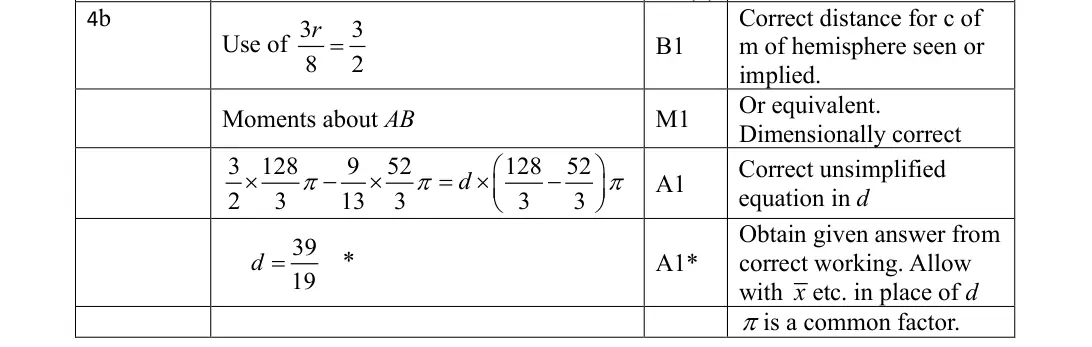 4b
Use of 3r/8 = 3/2
B1
Correct distance for c of
m of hemisphere seen or
implied.
Moments about AB
M1
Or equivalent.
Dimensionally correct
3/2 × 128/3 π − 9/13 × 52/3 π = d × (128/3 − 52/3) π
A1
Correct unsimplified
equation in d
d = 39/19 *
A1*
Obtain given answer from
correct working. Allow
with x̅ etc. in place of d
π is a common factor.